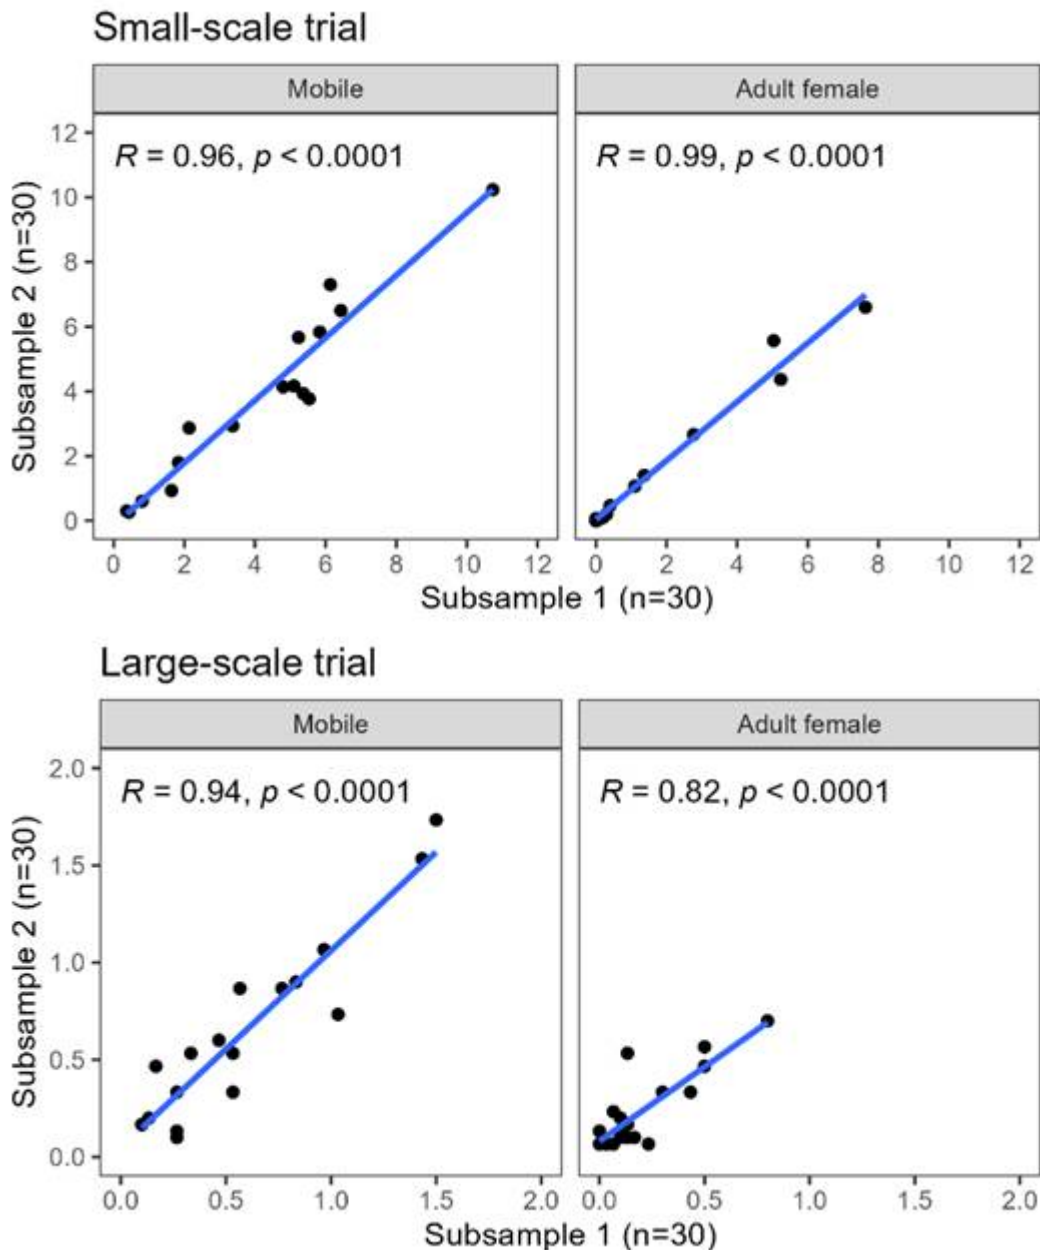 Small-scale trial
Mobile
Adult female
R = 0.96, p < 0.0001
R = 0.99, p < 0.0001
12
10
8
6
4
2
0
Subsample 2 (n=30)
0 2 4 6 8 10 12
0 2 4 6 8 10 12
Subsample 1 (n=30)
Large-scale trial
Mobile
Adult female
R = 0.94, p < 0.0001
R = 0.82, p < 0.0001
2.0
1.5
1.0
0.5
0.0
Subsample 2 (n=30)
0.0 0.5 1.0 1.5 2.0
0.0 0.5 1.0 1.5 2.0
Subsample 1 (n=30)